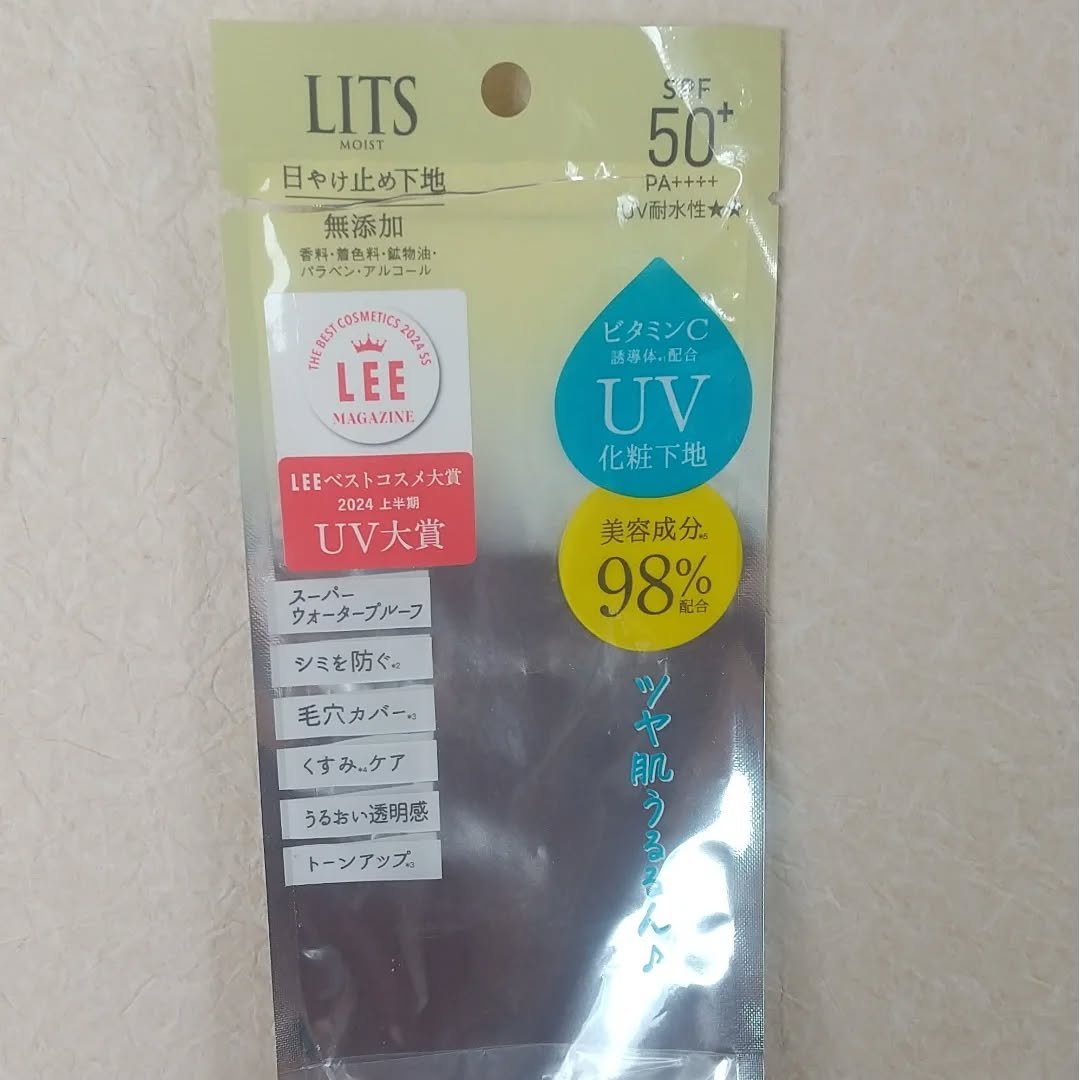 LITS
MOIST
日やけ止め下地
無添加
香料・着色料・鉱物油・
パラベン・アルコール
SPF
50+
PA++++
UV耐水性★★
THE BEST COSMETICS 2024 SS
LEE
MAGAZINE
LEEベストコスメ大賞
2024 上半期
UV大賞
ビタミンC
誘導体*1配合
UV
化粧下地
美容成分*5
98%
配合
スーパー
ウォータープルーフ
シミを防ぐ*2
毛穴カバー*3
くすみ*4ケア
うるおい透明感
トーンアップ*3
ツヤ肌うるるん♪